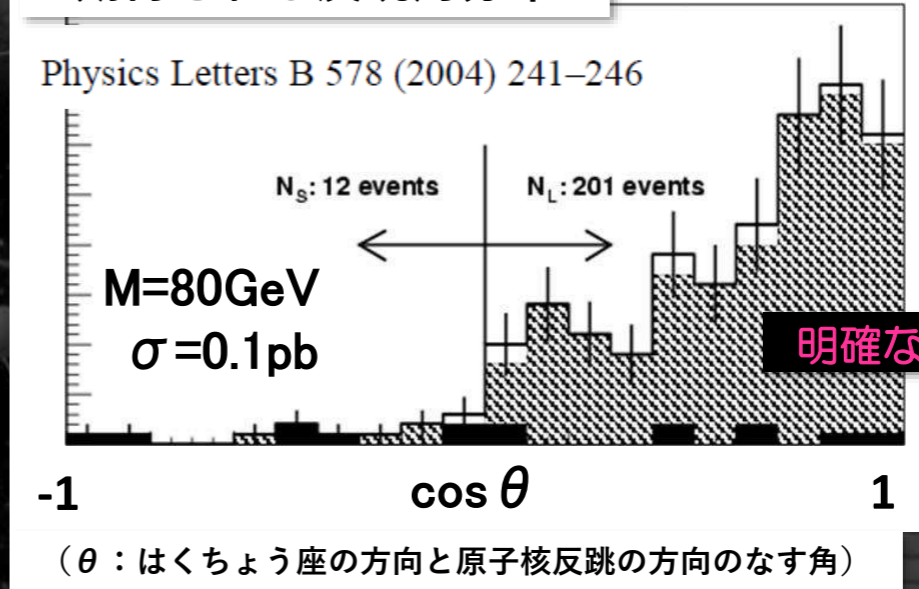 Physics Letters B 578 (2004) 241–246
N_S: 12 events
N_L: 201 events
M=80GeV
σ=0.1pb
明確な
-1
cos θ
1
(θ:はくちょう座の方向と原子核反跳の方向のなす角)